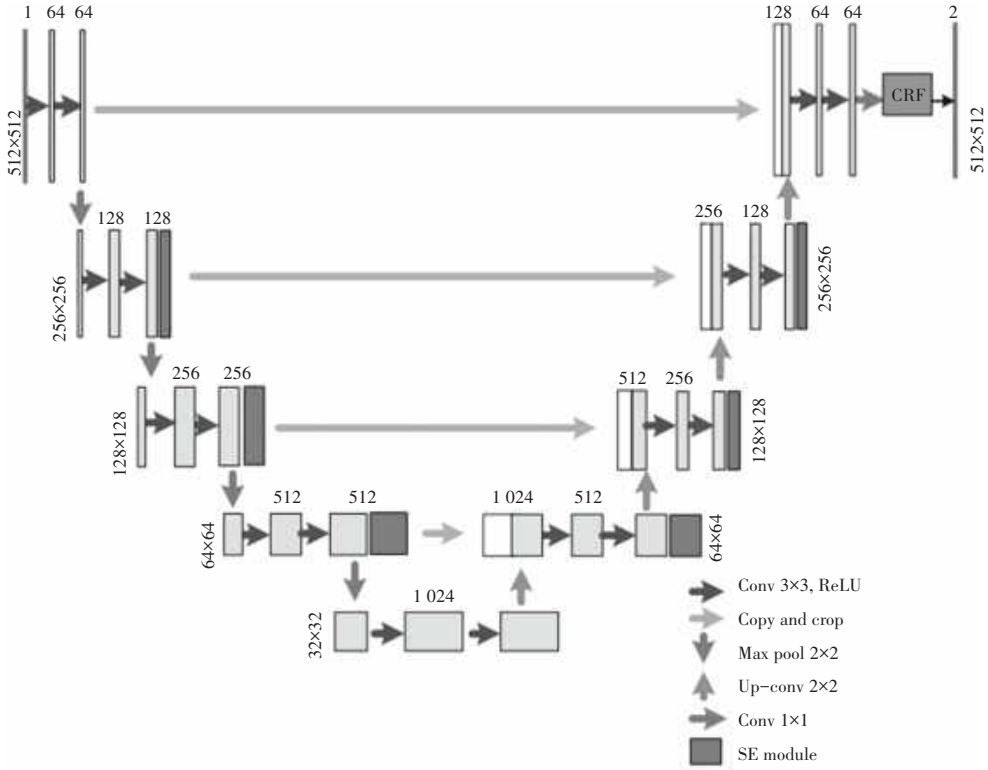 1 64 64 128 64 64 2
CRF
512×512 512×512
128 128 256 128
256×256 256×256
256 256 512 256
128×128 128×128
512 512 1 024 512
64×64 64×64
1 024
32×32
Conv 3×3, ReLU
Copy and crop
Max pool 2×2
Up-conv 2×2
Conv 1×1
SE module